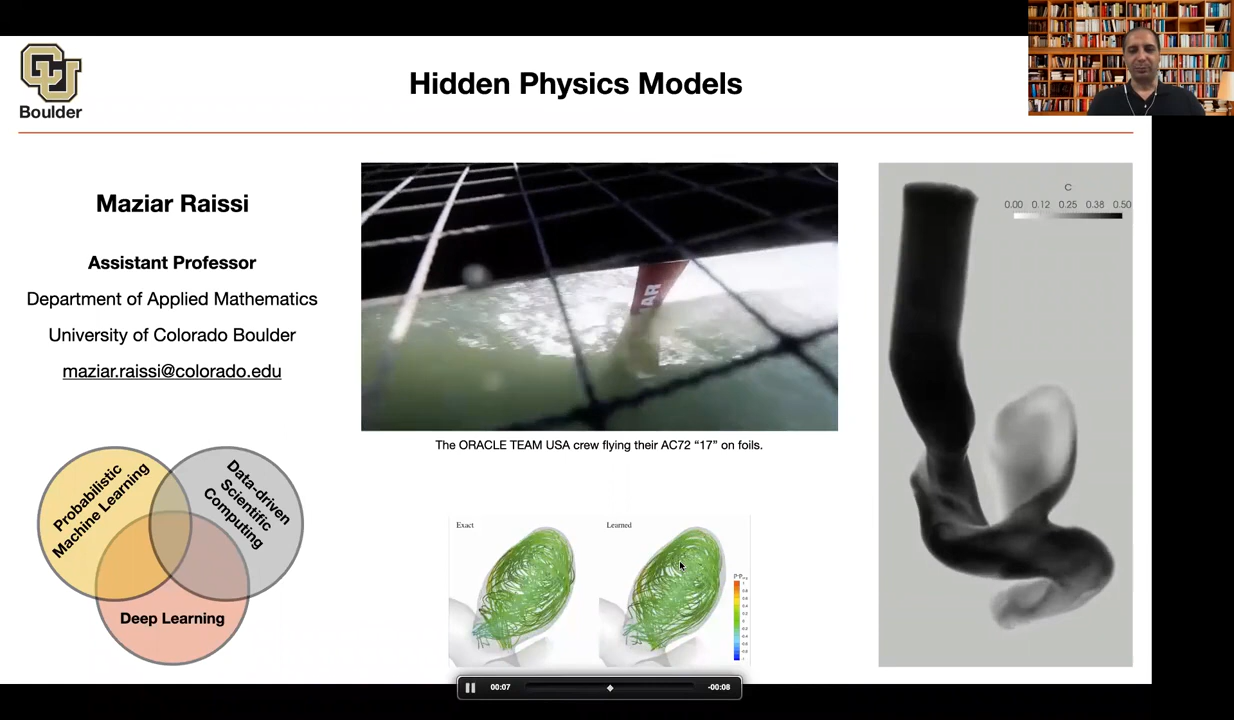 Boulder
Hidden Physics Models
Maziar Raissi
Assistant Professor
Department of Applied Mathematics
University of Colorado Boulder
maziar.raissi@colorado.edu
Probabilistic
Machine Learning
Data-driven
Scientific
Computing
Deep Learning
AR
The ORACLE TEAM USA crew flying their AC72 “17” on foils.
Exact
Learned
C
0.00 0.12 0.25 0.38 0.50
00:07
-00:08